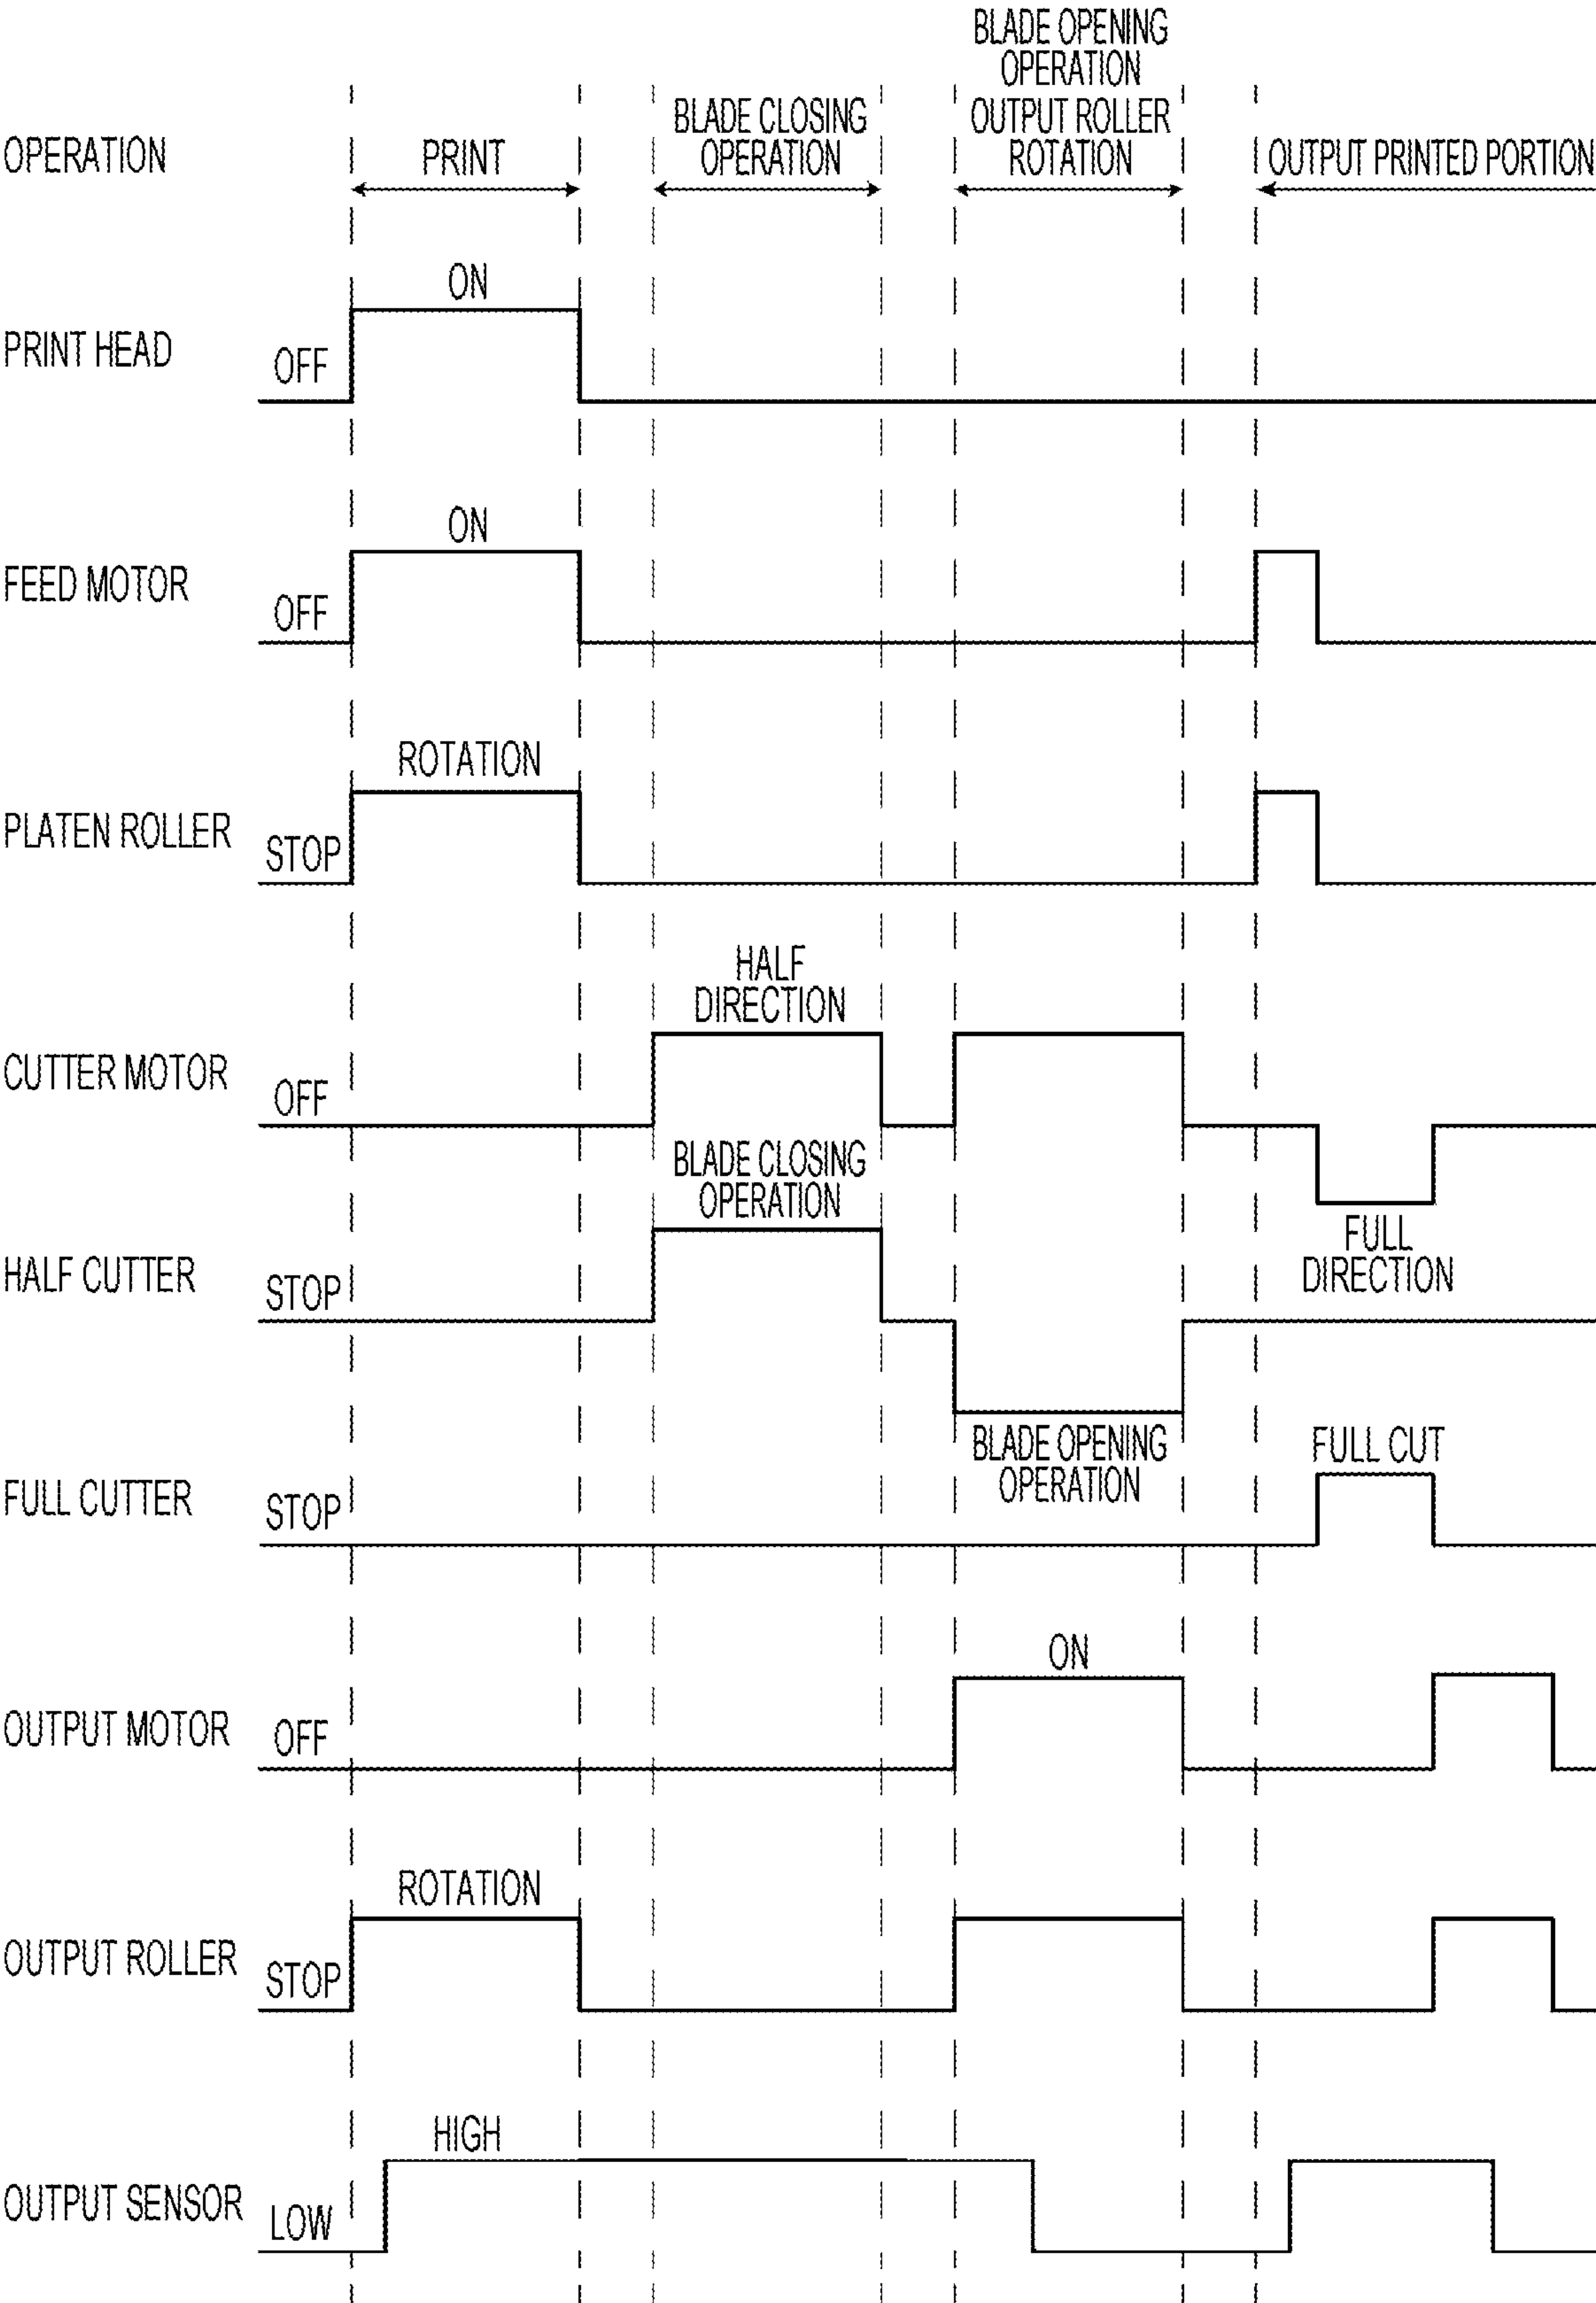 BLADE OPENING
OPERATION
OPERATION
PRINT
BLADE CLOSING
OPERATION
OUTPUT ROLLER
ROTATION
OUTPUT PRINTED PORTION
PRINT HEAD
OFF
ON
FEED MOTOR
OFF
ON
PLATEN ROLLER
STOP
ROTATION
CUTTER MOTOR
OFF
HALF
DIRECTION
FULL
DIRECTION
HALF CUTTER
STOP
BLADE CLOSING
OPERATION
BLADE OPENING
OPERATION
FULL CUTTER
STOP
FULL CUT
OUTPUT MOTOR
OFF
ON
OUTPUT ROLLER
STOP
ROTATION
OUTPUT SENSOR
LOW
HIGH